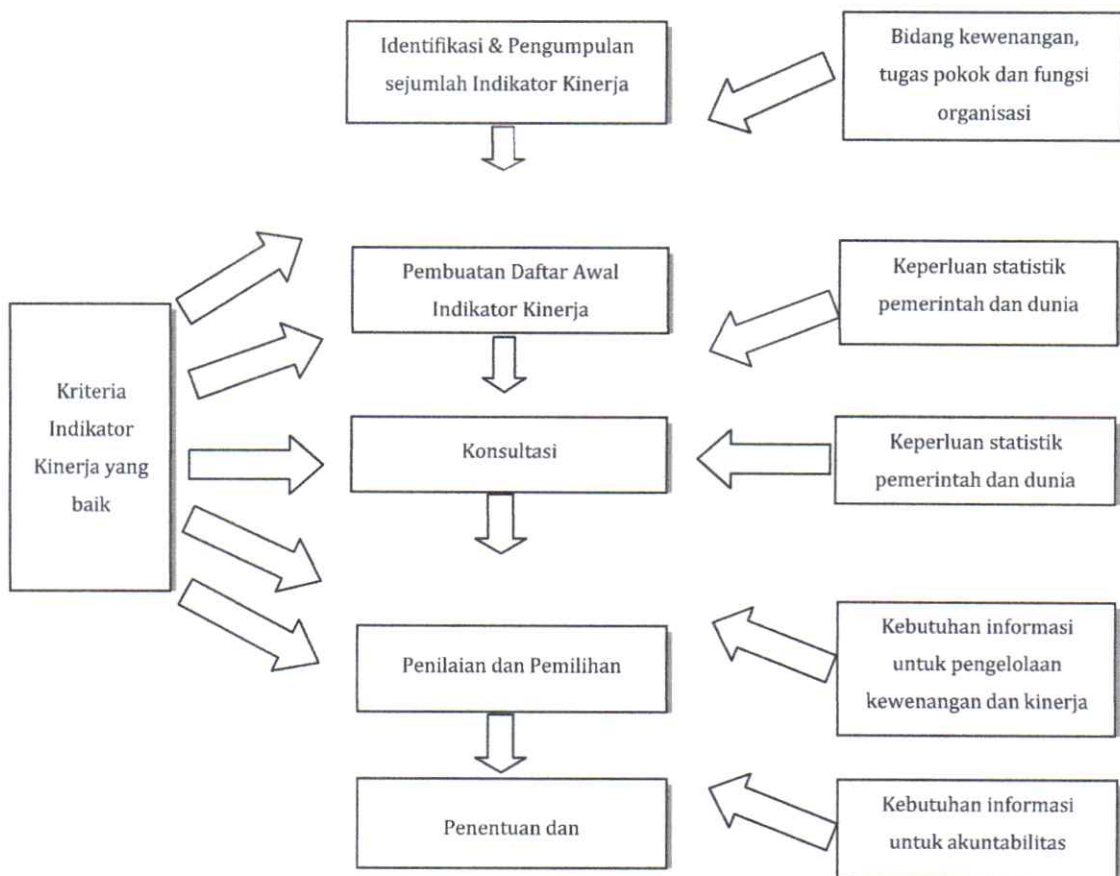 Identifikasi & Pengumpulan
sejumlah Indikator Kinerja
Bidang kewenangan,
tugas pokok dan fungsi
organisasi
Pembuatan Daftar Awal
Indikator Kinerja
Keperluan statistik
pemerintah dan dunia
Kriteria
Indikator
Kinerja yang
baik
Konsultasi
Keperluan statistik
pemerintah dan dunia
Penilaian dan Pemilihan
Kebutuhan informasi
untuk pengelolaan
kewenangan dan kinerja
Penentuan dan
Kebutuhan informasi
untuk akuntabilitas